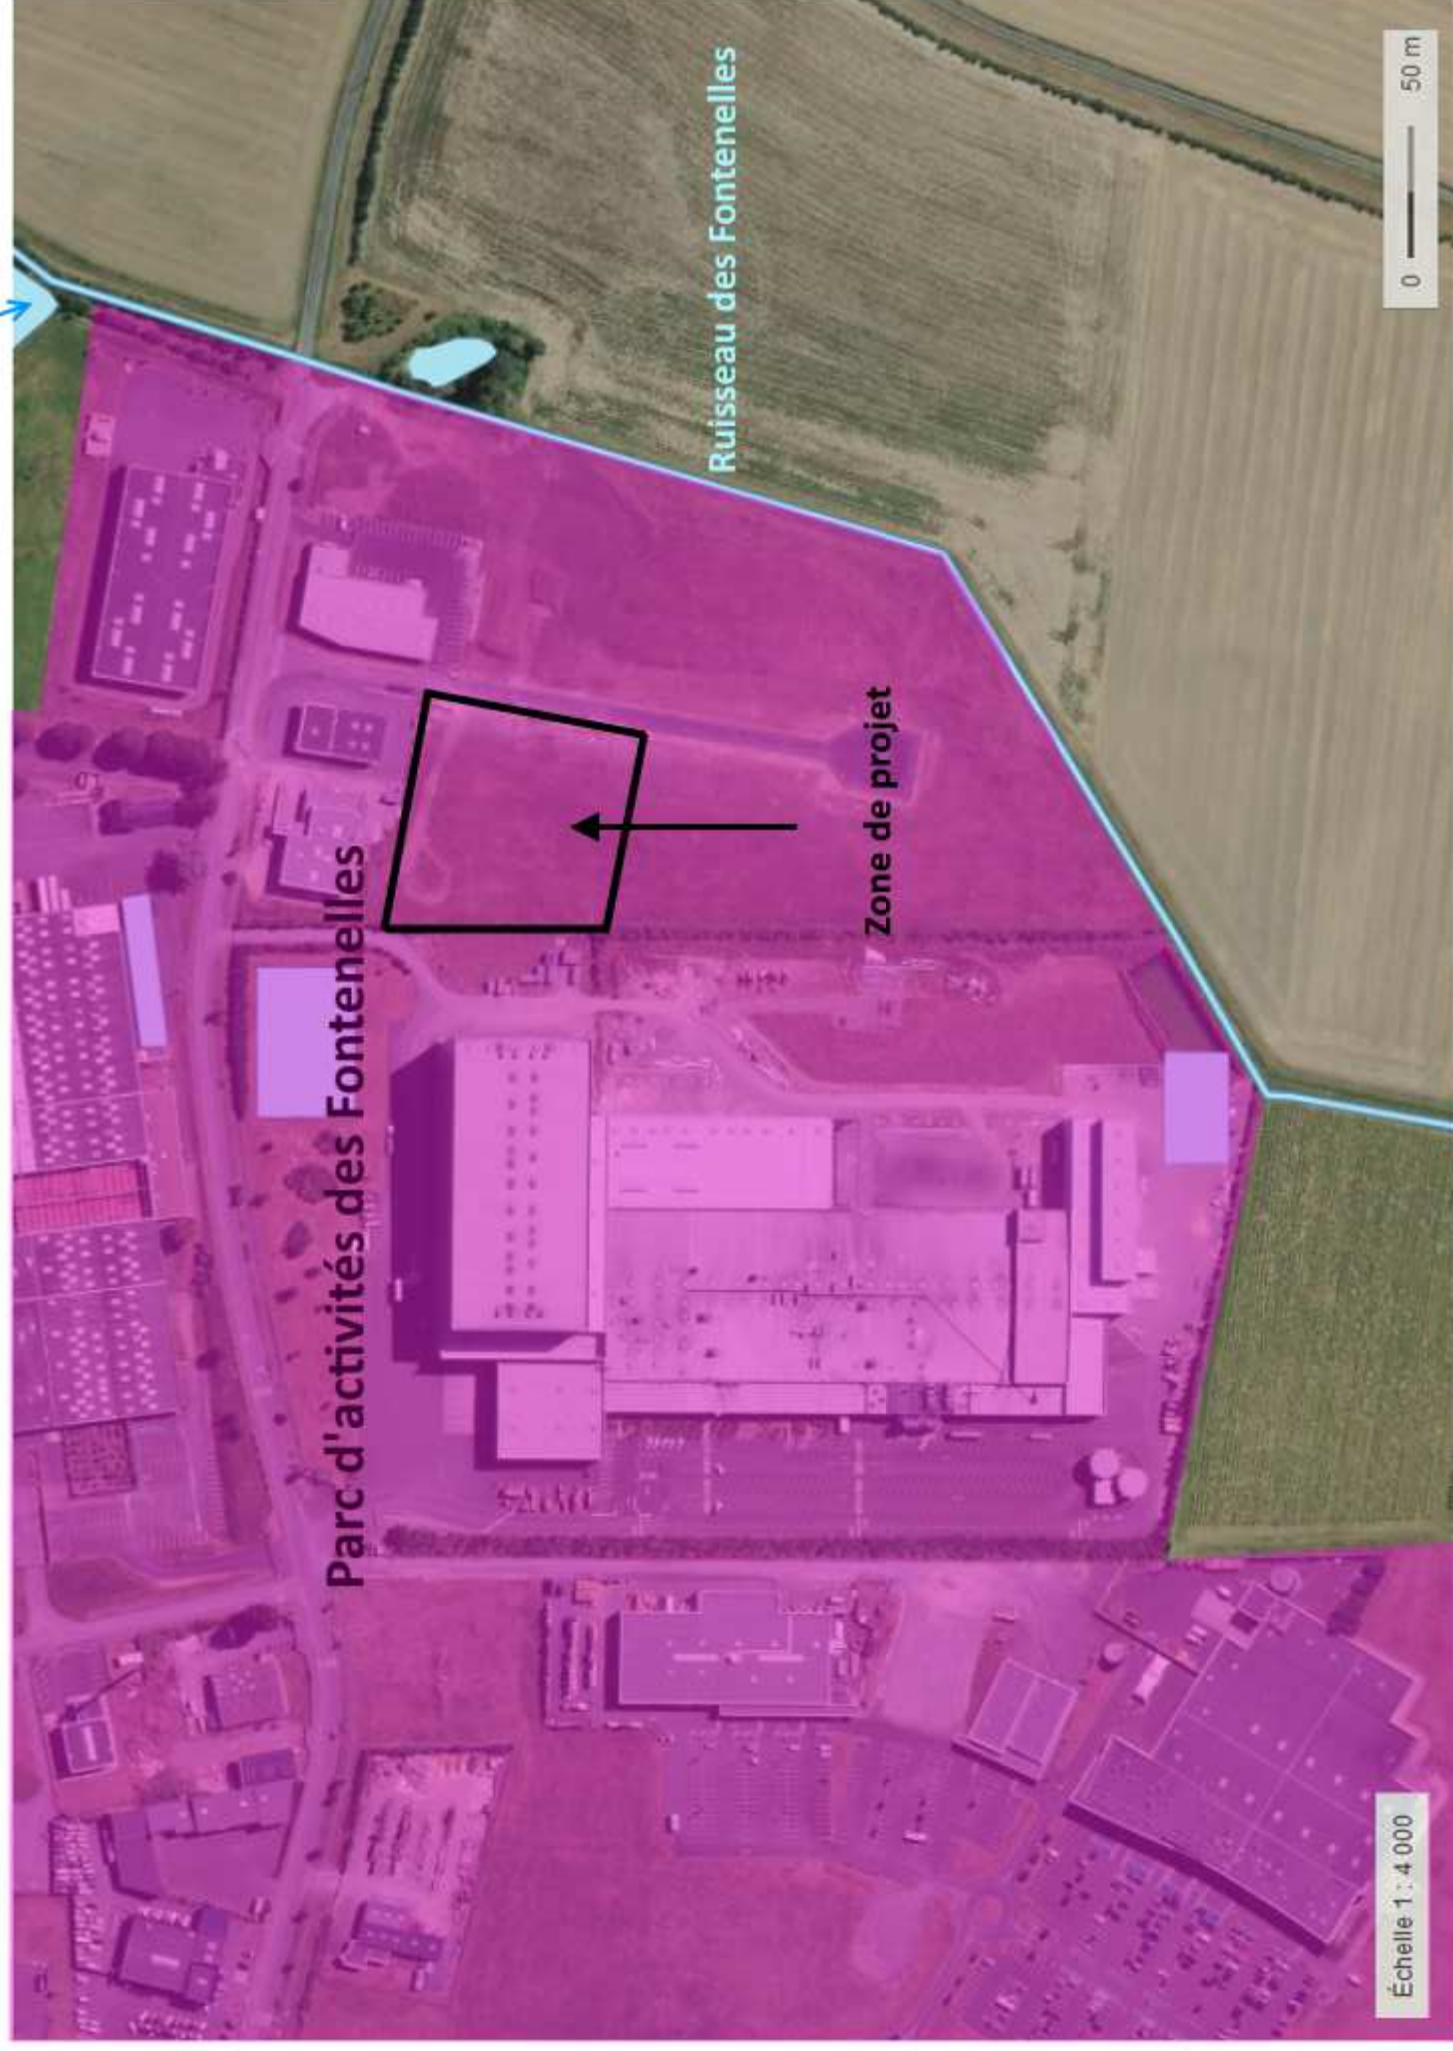 Parc d'activités des Fontenelles
Ruisseau des Fontenelles
Zone de projet
Échelle 1 : 4 000
0 50 m